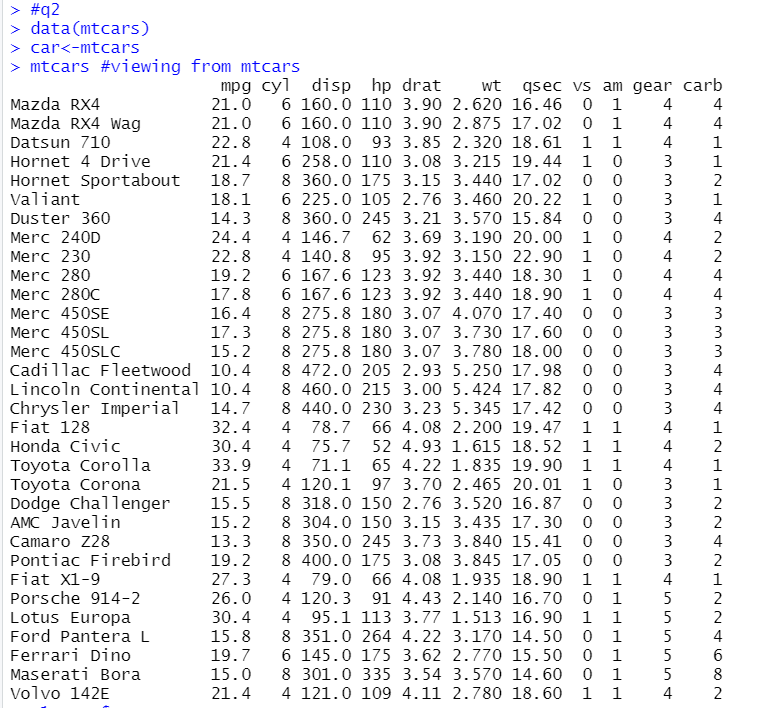 > #q2
> data(mtcars)
> car<-mtcars
> mtcars #viewing from mtcars
mpg cyl disp hp drat wt qsec vs am gear carb
Mazda RX4 21.0 6 160.0 110 3.90 2.620 16.46 0 1 4 4
Mazda RX4 Wag 21.0 6 160.0 110 3.90 2.875 17.02 0 1 4 4
Datsun 710 22.8 4 108.0 93 3.85 2.320 18.61 1 1 4 1
Hornet 4 Drive 21.4 6 258.0 110 3.08 3.215 19.44 1 0 3 1
Hornet Sportabout 18.7 8 360.0 175 3.15 3.440 17.02 0 0 3 2
Valiant 18.1 6 225.0 105 2.76 3.460 20.22 1 0 3 1
Duster 360 14.3 8 360.0 245 3.21 3.570 15.84 0 0 3 4
Merc 240D 24.4 4 146.7 62 3.69 3.190 20.00 1 0 4 2
Merc 230 22.8 4 140.8 95 3.92 3.150 22.90 1 0 4 2
Merc 280 19.2 6 167.6 123 3.92 3.440 18.30 1 0 4 4
Merc 280C 17.8 6 167.6 123 3.92 3.440 18.90 1 0 4 4
Merc 450SE 16.4 8 275.8 180 3.07 4.070 17.40 0 0 3 3
Merc 450SL 17.3 8 275.8 180 3.07 3.730 17.60 0 0 3 3
Merc 450SLC 15.2 8 275.8 180 3.07 3.780 18.00 0 0 3 3
Cadillac Fleetwood 10.4 8 472.0 205 2.93 5.250 17.98 0 0 3 4
Lincoln Continental 10.4 8 460.0 215 3.00 5.424 17.82 0 0 3 4
Chrysler Imperial 14.7 8 440.0 230 3.23 5.345 17.42 0 0 3 4
Fiat 128 32.4 4 78.7 66 4.08 2.200 19.47 1 1 4 1
Honda Civic 30.4 4 75.7 52 4.93 1.615 18.52 1 1 4 2
Toyota Corolla 33.9 4 71.1 65 4.22 1.835 19.90 1 1 4 1
Toyota Corona 21.5 4 120.1 97 3.70 2.465 20.01 1 0 3 1
Dodge Challenger 15.5 8 318.0 150 2.76 3.520 16.87 0 0 3 2
AMC Javelin 15.2 8 304.0 150 3.15 3.435 17.30 0 0 3 2
Camaro Z28 13.3 8 350.0 245 3.73 3.840 15.41 0 0 3 4
Pontiac Firebird 19.2 8 400.0 175 3.08 3.845 17.05 0 0 3 2
Fiat X1-9 27.3 4 79.0 66 4.08 1.935 18.90 1 1 4 1
Porsche 914-2 26.0 4 120.3 91 4.43 2.140 16.70 0 1 5 2
Lotus Europa 30.4 4 95.1 113 3.77 1.513 16.90 1 1 5 2
Ford Pantera L 15.8 8 351.0 264 4.22 3.170 14.50 0 1 5 4
Ferrari Dino 19.7 6 145.0 175 3.62 2.770 15.50 0 1 5 6
Maserati Bora 15.0 8 301.0 335 3.54 3.570 14.60 0 1 5 8
Volvo 142E 21.4 4 121.0 109 4.11 2.780 18.60 1 1 4 2